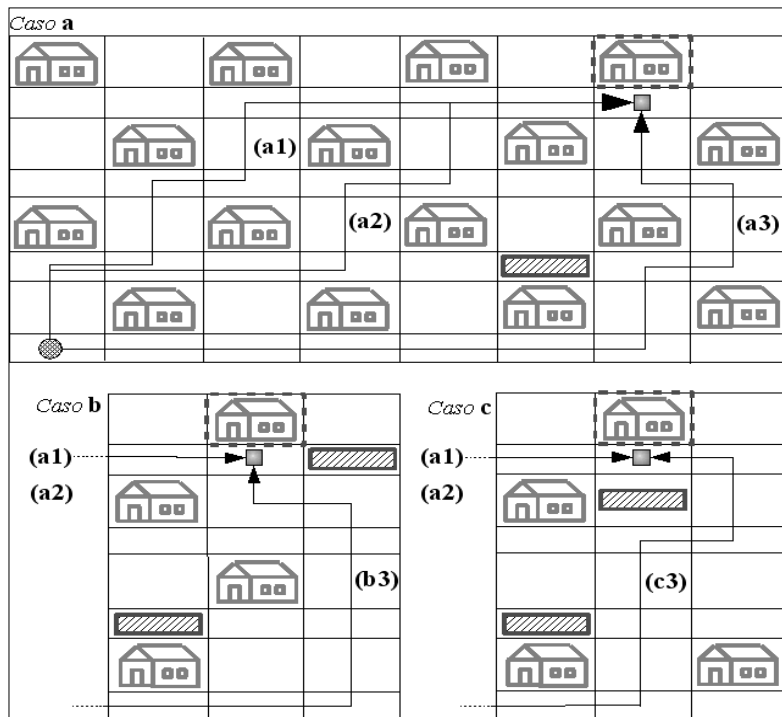 Caso a
(a1)
(a2)
(a3)
Caso b
(a1)
(a2)
(b3)
Caso c
(a1)
(a2)
(c3)